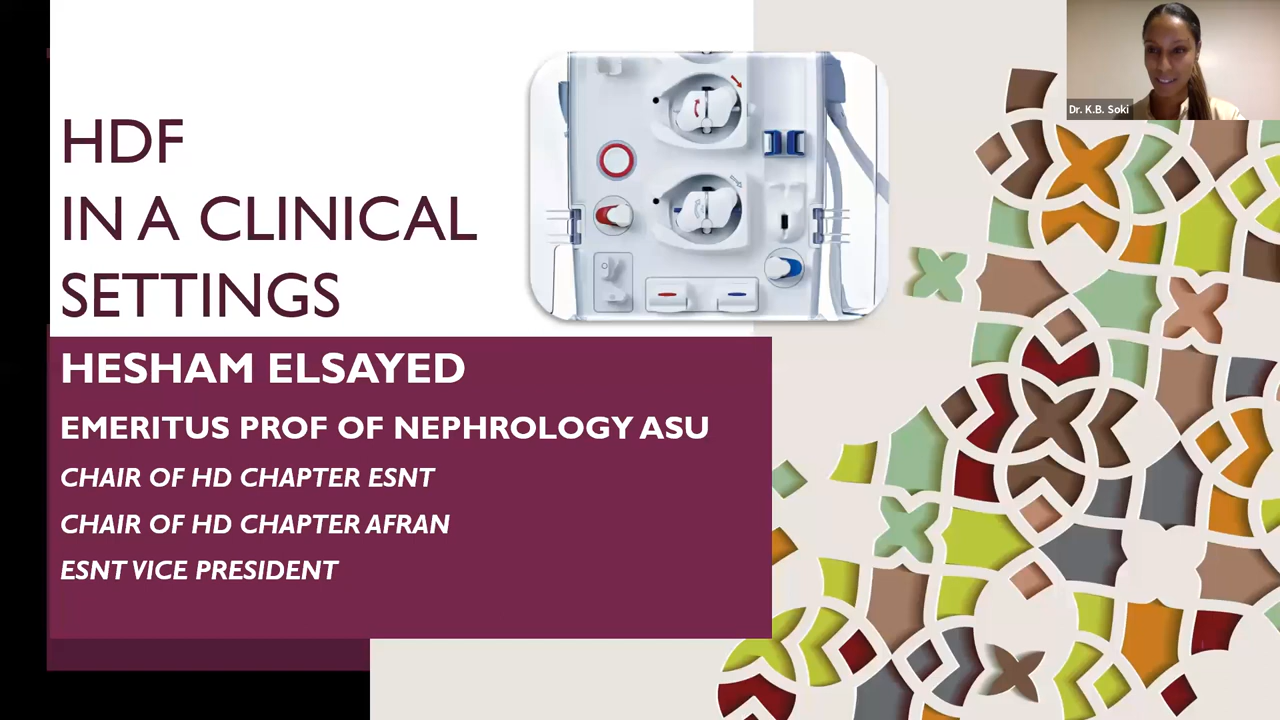 HDF
IN A CLINICAL
SETTINGS
HESHAM ELSAYED
EMERITUS PROF OF NEPHROLOGY ASU
CHAIR OF HD CHAPTER ESNT
CHAIR OF HD CHAPTER AFRAN
ESNT VICE PRESIDENT
Dr. K.B. Soki